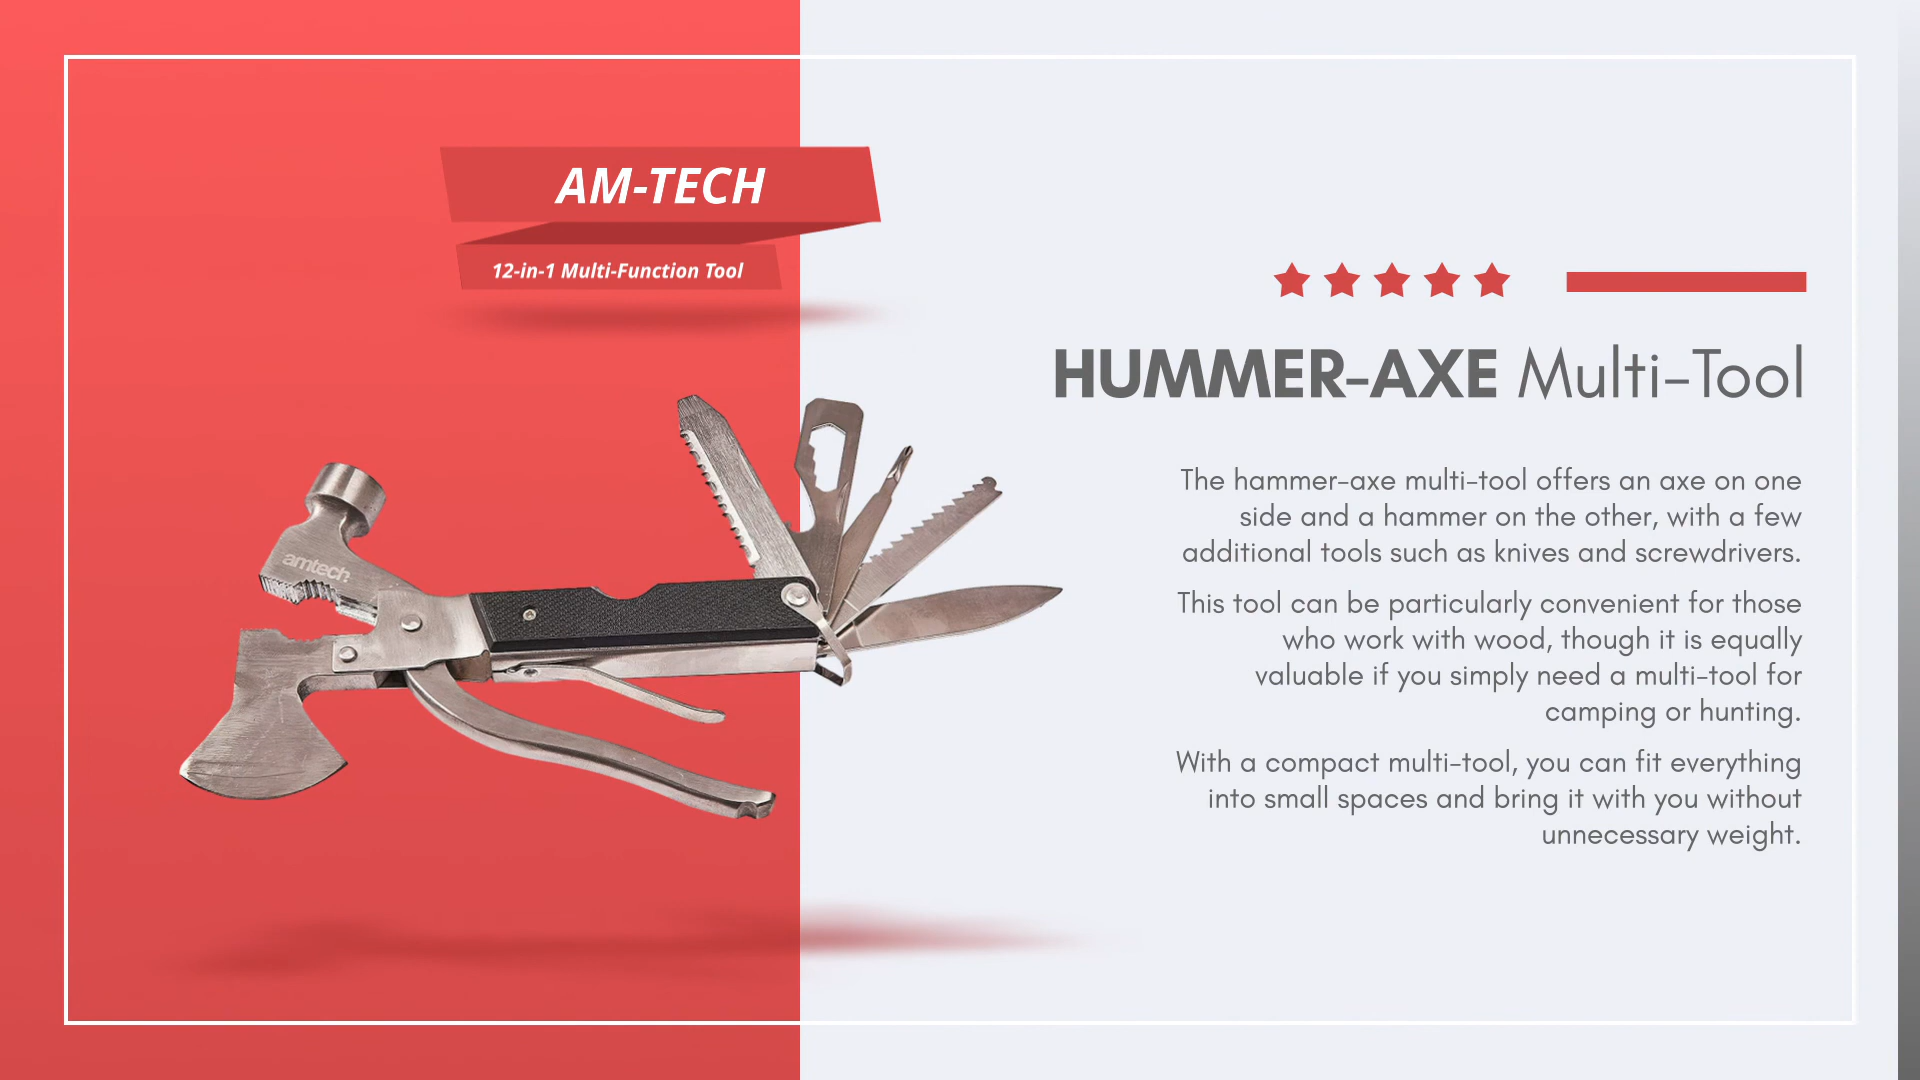 AM-TECH
12-in-1 Multi-Function Tool
HUMMER-AXE Multi-Tool
The hammer-axe multi-tool offers an axe on one
side and a hammer on the other, with a few
additional tools such as knives and screwdrivers.
This tool can be particularly convenient for those
who work with wood, though it is equally
valuable if you simply need a multi-tool for
camping or hunting.
With a compact multi-tool, you can fit everything
into small spaces and bring it with you without
unnecessary weight.
amtech